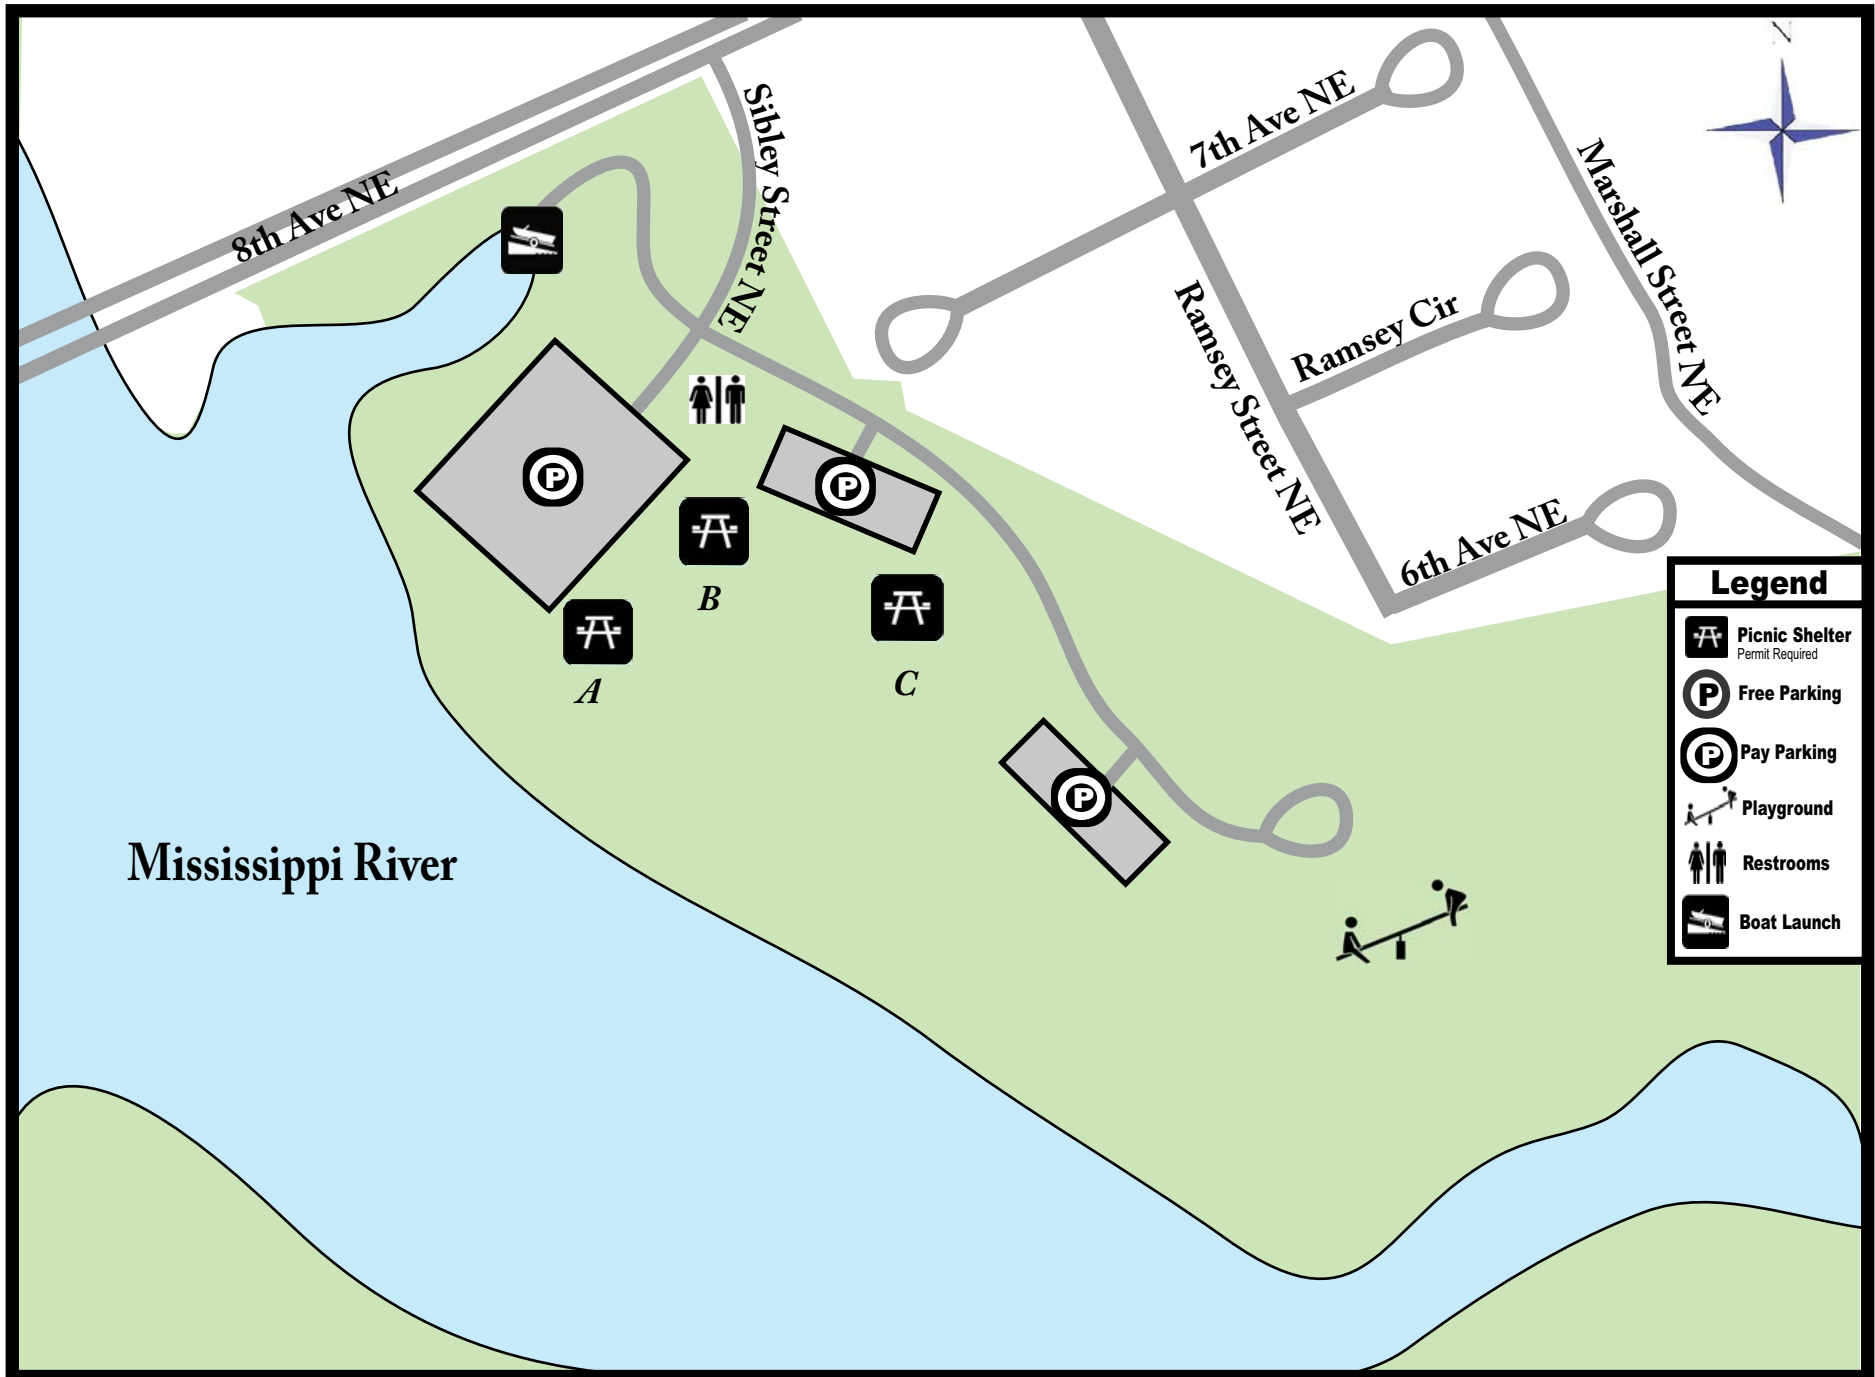 N
7th Ave NE
Sibley Street NE
Marshall Street NE
8th Ave NE
Ramsey Street NE
Ramsey Cir
P
P
6th Ave NE
B
A
C
P
Mississippi River
Legend
Picnic Shelter
Permit Required
P Free Parking
P Pay Parking
Playground
Restrooms
Boat Launch